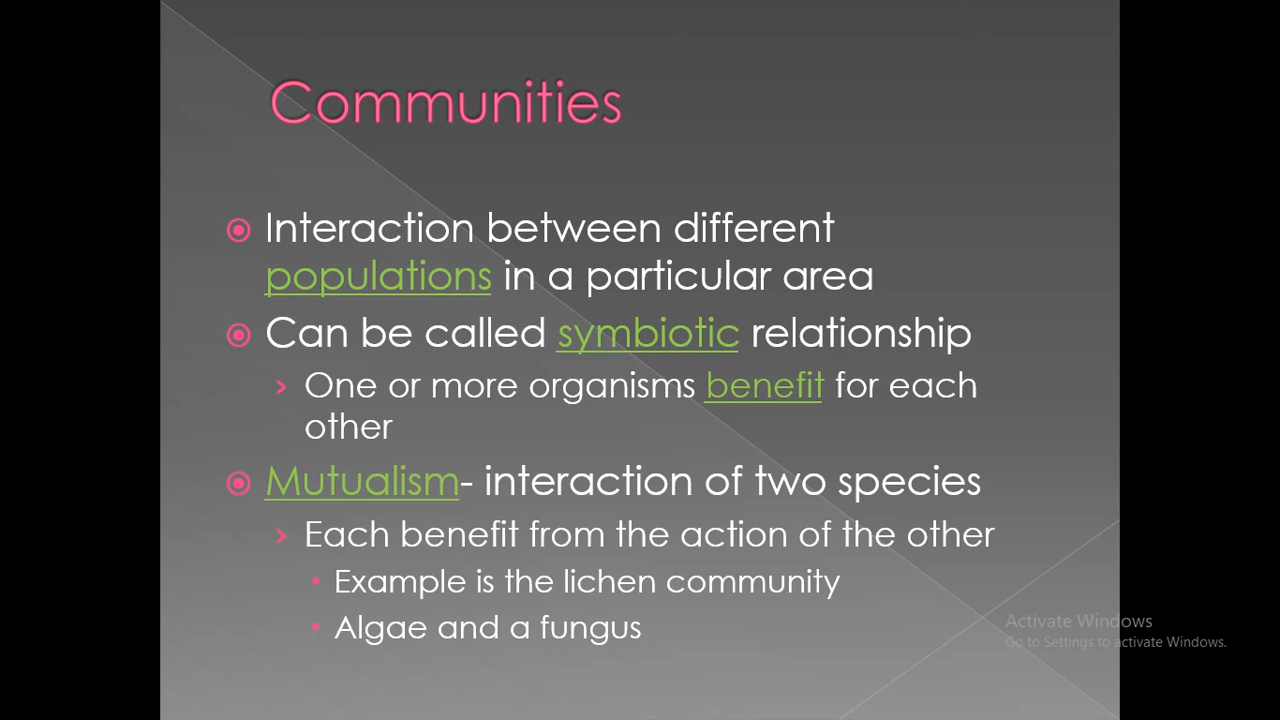 Communities
Interaction between different
populations in a particular area
Can be called symbiotic relationship
One or more organisms benefit for each
other
Mutualism- interaction of two species
Each benefit from the action of the other
Example is the lichen community
Algae and a fungus
Activate Windows
Go to Settings to activate Windows.